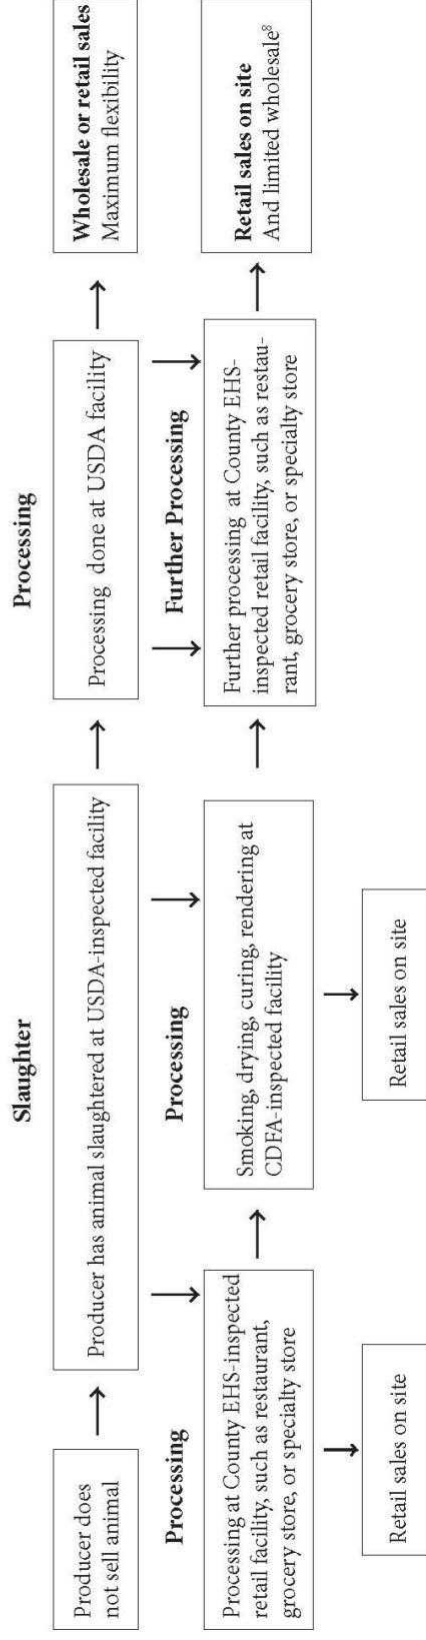 Slaughter
Processing
Producer does
not sell animal
Producer has animal slaughtered at USDA-inspected facility
Processing done at USDA facility
Wholesale or retail sales
Maximum flexibility
Processing
Processing
Further Processing
Processing at County EHS-inspected
retail facility, such as restaurant,
grocery store, or specialty store
Smoking, drying, curing, rendering at
CDFA-inspected facility
Further processing at County EHS-
inspected retail facility, such as restau-
rant, grocery store, or specialty store
Retail sales on site
And limited wholesale⁸
Retail sales on site
Retail sales on site